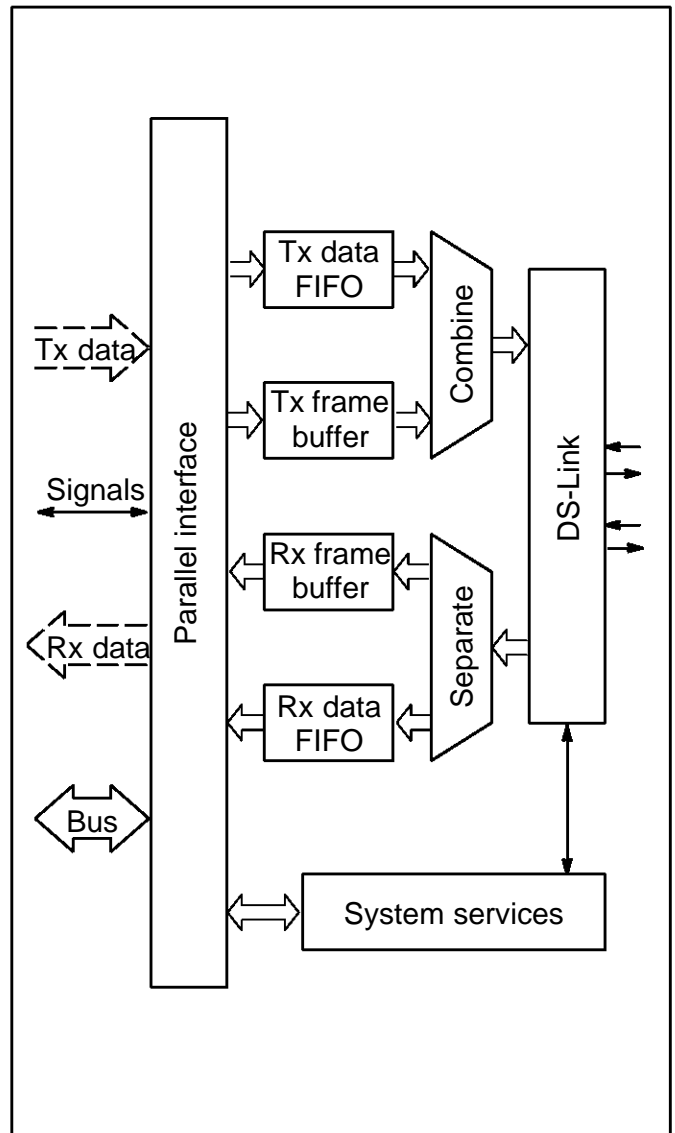 Tx data
FIFO
Combine
Tx data
Tx frame
buffer
Parallel interface
DS-Link
Signals
Rx frame
buffer
Separate
Rx data
Rx data
FIFO
Bus
System services